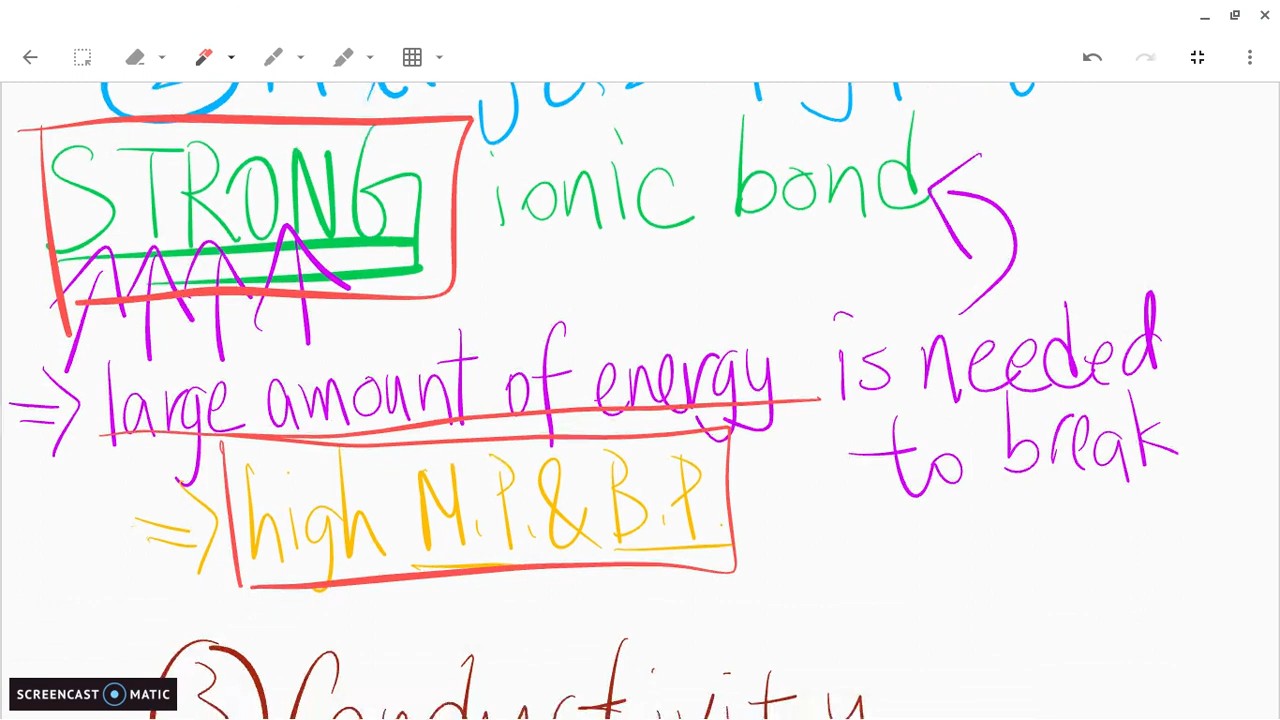 STRONG ionic bond
=> large amount of energy is needed
to break
=> high M.P. & B.P.
3 Conductivity
SCREENCAST MATIC